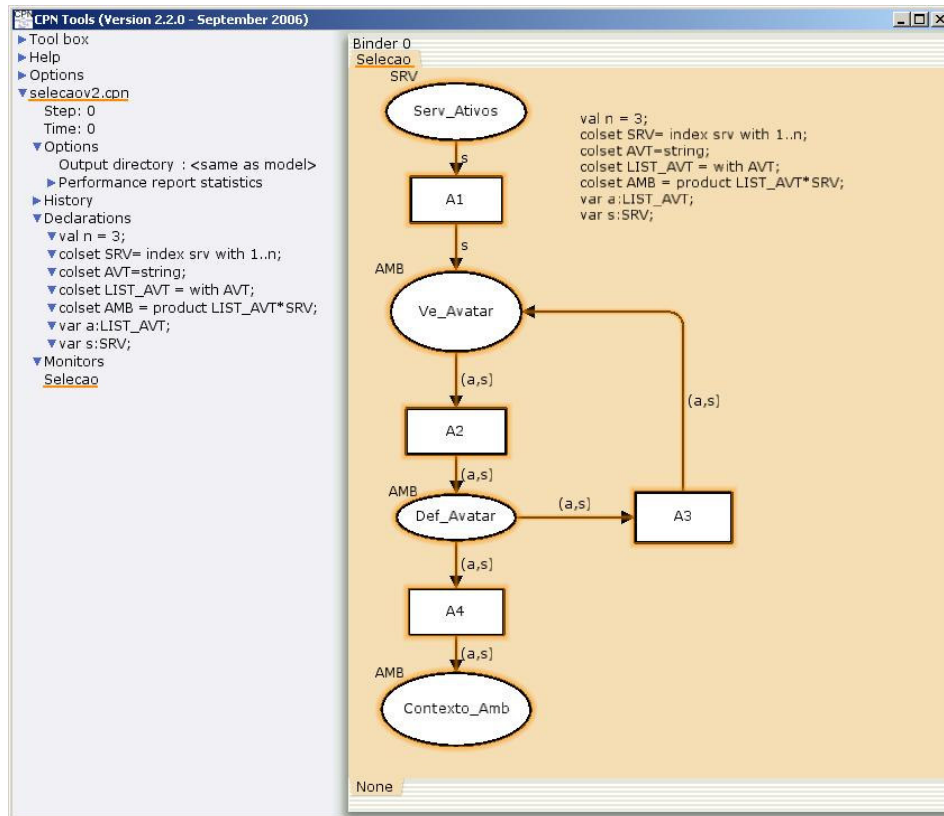 CPN Tools (Version 2.2.0 - September 2006)
Tool box
Help
Options
selecaov2.cpn
Step: 0
Time: 0
Options
Output directory : <same as model>
Performance report statistics
History
Declarations
val n = 3;
colset SRV= index srv with 1..n;
colset AVT=string;
colset LIST_AVT = with AVT;
colset AMB = product LIST_AVT*SRV;
var a:LIST_AVT;
var s:SRV;
Monitors
Selecao
Binder 0
Selecao
SRV
Serv_Ativos
val n = 3;
colset SRV= index srv with 1..n;
colset AVT=string;
colset LIST_AVT = with AVT;
colset AMB = product LIST_AVT*SRV;
var a:LIST_AVT;
var s:SRV;
s
A1
s
AMB
Ve_Avatar
(a,s)
(a,s)
A2
(a,s)
AMB
Def_Avatar
(a,s)
A3
(a,s)
A4
(a,s)
AMB
Contexto_Amb
None